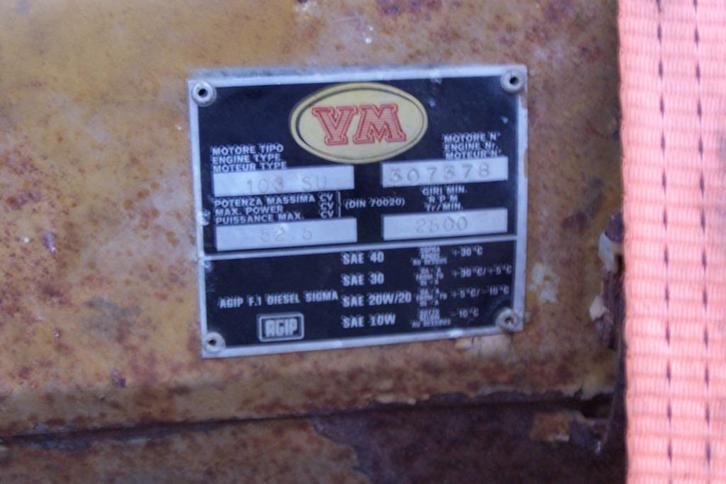 VM
MOTORE TIPO
ENGINE TYPE
MOTEUR TYPE
MOTORE N°
ENGINE Nr.
MOTEUR N°
SU
307378
POTENZA MASSIMA CV
MAX. POWER CV
PUISSANCE MAX. CV
(DIN 70020)
GIRI MIN.
R P M
Tr/MIN.
AGIP F.1 DIESEL SIGMA
SAE 40 +30°C
SAE 30 +30°C/+5°C
SAE 20W/20 +5°C/-10°C
SAE 10W -10°C
AGIP